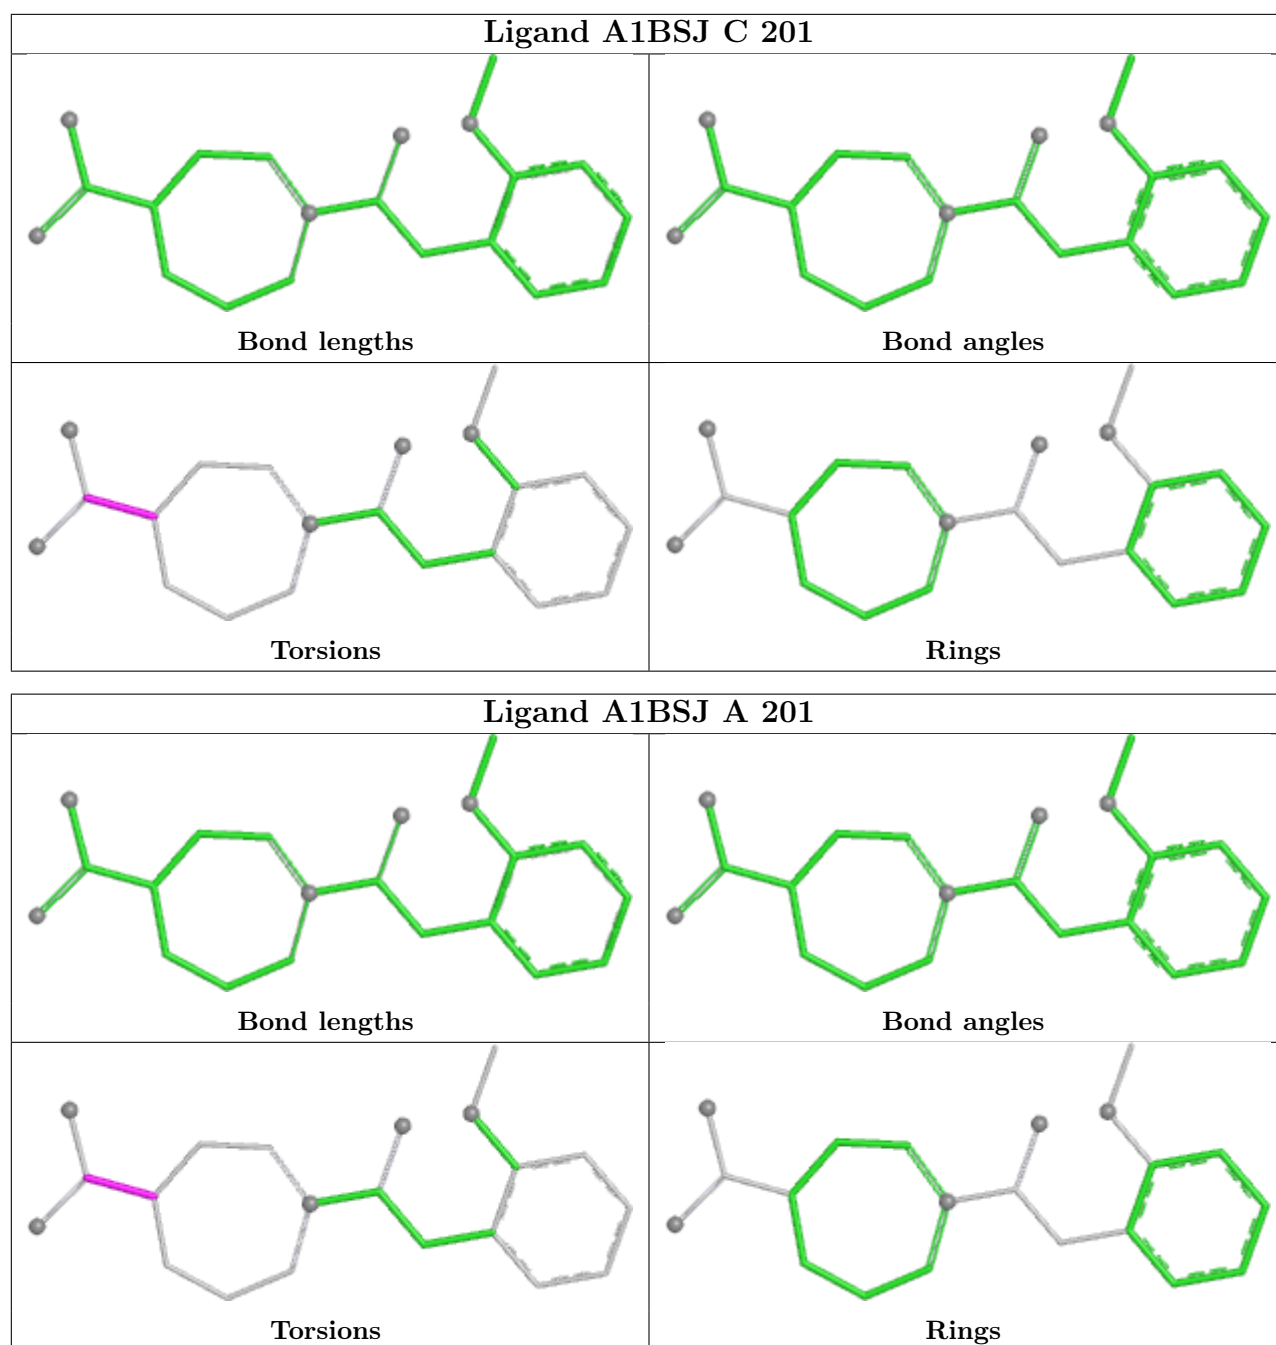 Ligand A1BSJ C 201
Bond lengths
Bond angles
Torsions
Rings
Ligand A1BSJ A 201
Bond lengths
Bond angles
Torsions
Rings